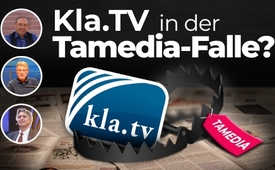 Kla.TV in der
Tamedia-Falle?
kla.tv
TAMEDIA